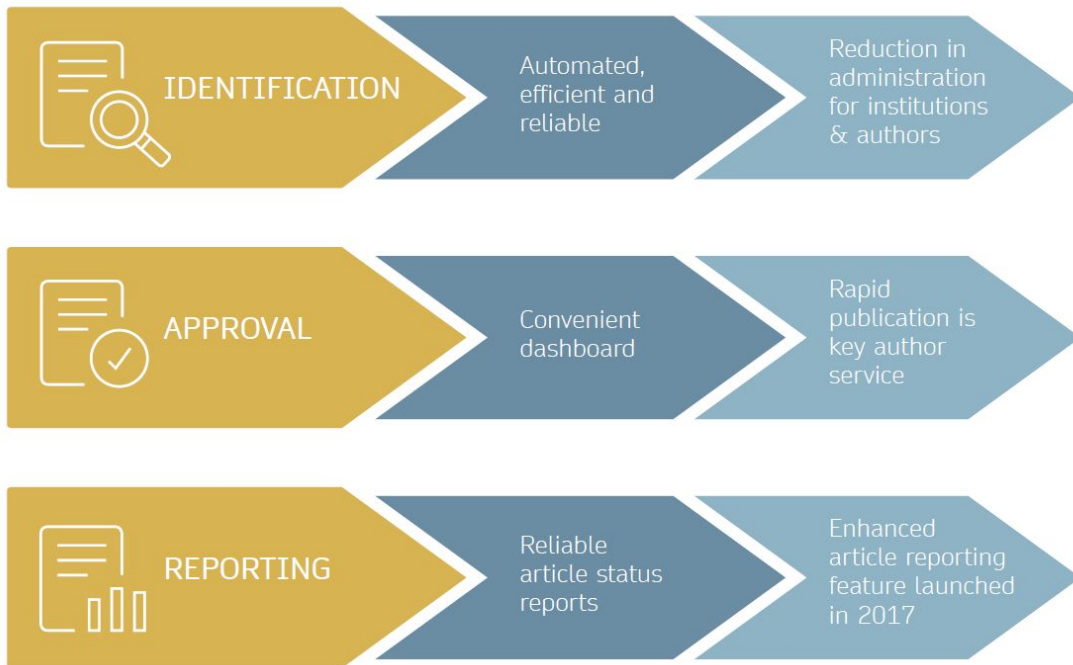 IDENTIFICATION
Automated,
efficient and
reliable
Reduction in
administration
for institutions
& authors
APPROVAL
Convenient
dashboard
Rapid
publication is
key author
service
REPORTING
Reliable
article status
reports
Enhanced
article reporting
feature launched
in 2017